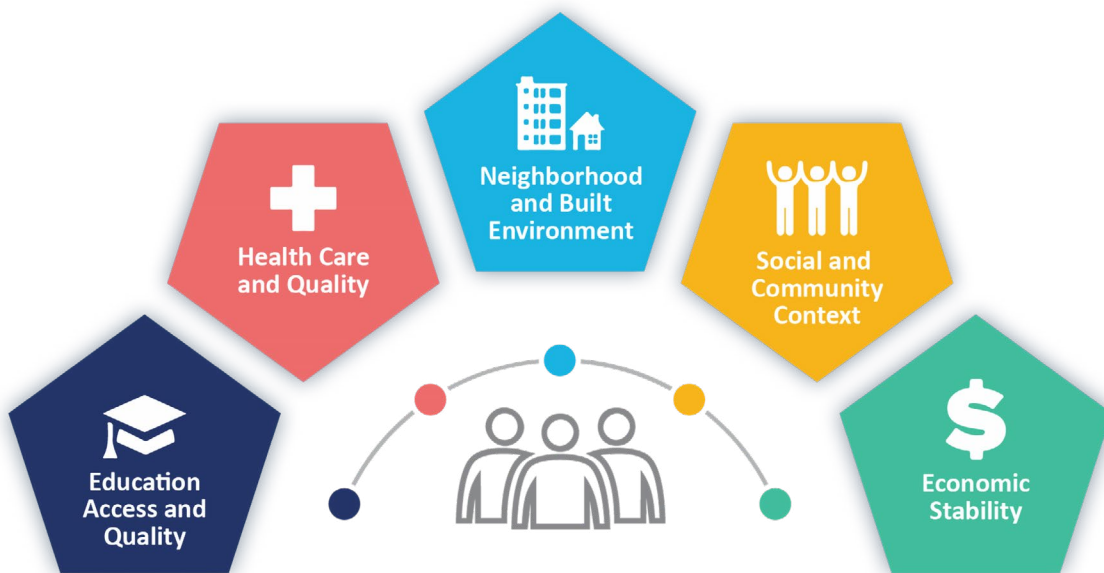 Education
Access and
Quality
Health Care
and Quality
Neighborhood
and Built
Environment
Social and
Community
Context
$
Economic
Stability